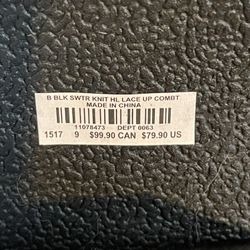 B BLK SWTR KNIT HL LACE UP COMBT
MADE IN CHINA
11078473 DEPT 0063
1517 9 $99.90 CAN $79.90 US